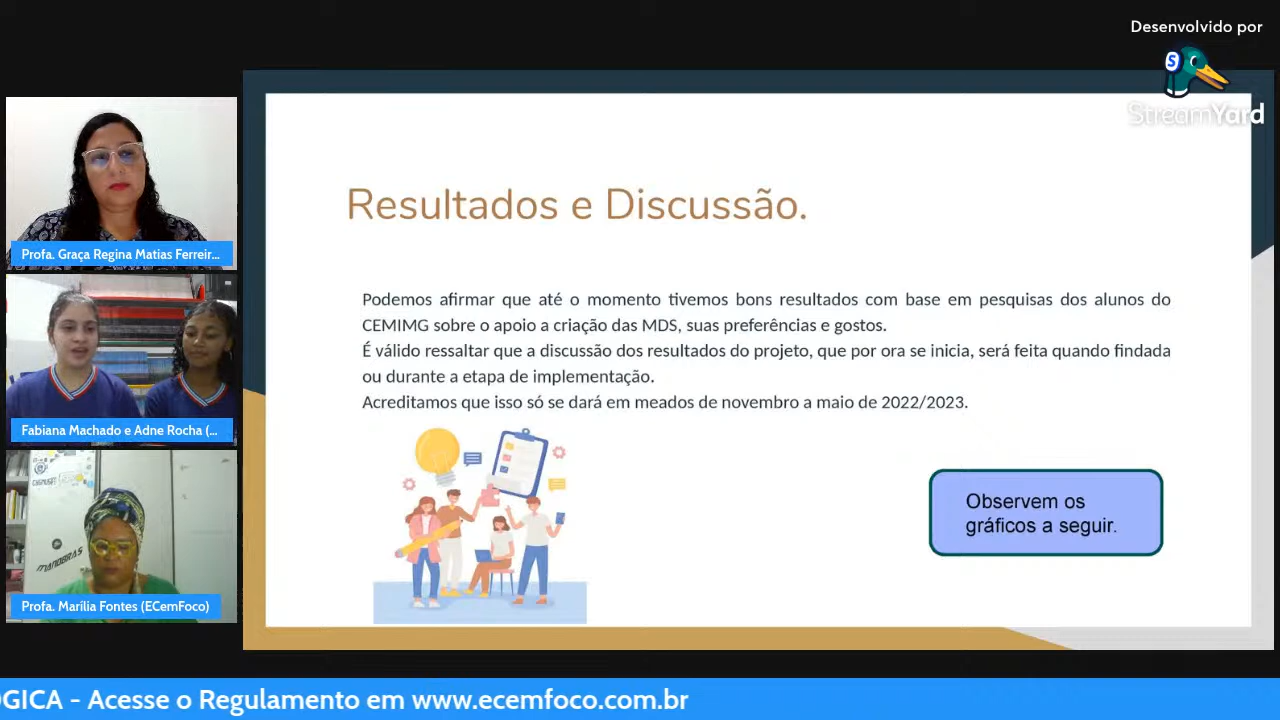 Desenvolvido por
StreamYard
Profa. Graça Regina Matias Ferreir...
Fabiana Machado e Adne Rocha (...
MANOBRAS
Profa. Marília Fontes (ECemFoco)
Resultados e Discussão.
Podemos afirmar que até o momento tivemos bons resultados com base em pesquisas dos alunos do
CEMIMG sobre o apoio a criação das MDS, suas preferências e gostos.
É válido ressaltar que a discussão dos resultados do projeto, que por ora se inicia, será feita quando findada
ou durante a etapa de implementação.
Acreditamos que isso só se dará em meados de novembro a maio de 2022/2023.
Observem os
gráficos a seguir.
OGICA - Acesse o Regulamento em www.ecemfoco.com.br